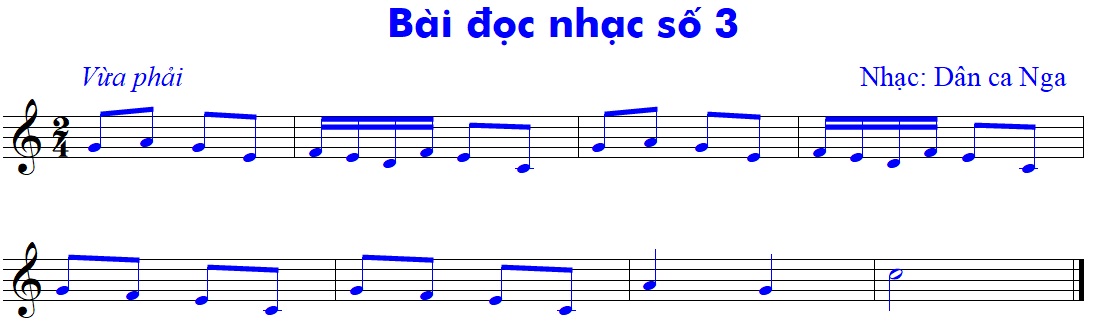 Bài đọc nhạc số 3
Vừa phải
Nhạc: Dân ca Nga
2
4